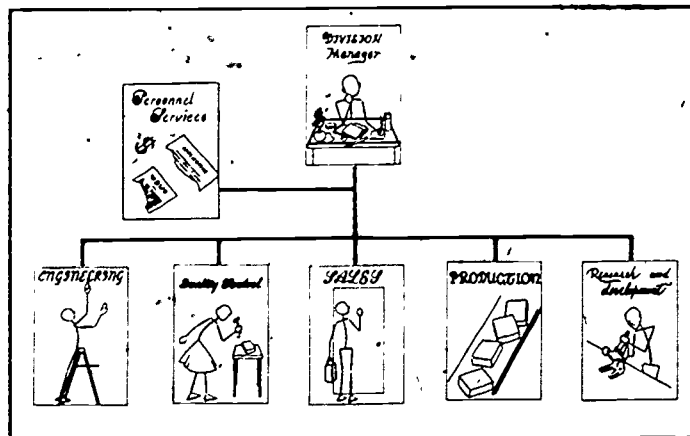 DIVISION
Manager
Personnel
Services
ENGINEERING
Quality Control
SALES
PRODUCTION
Research and
Development